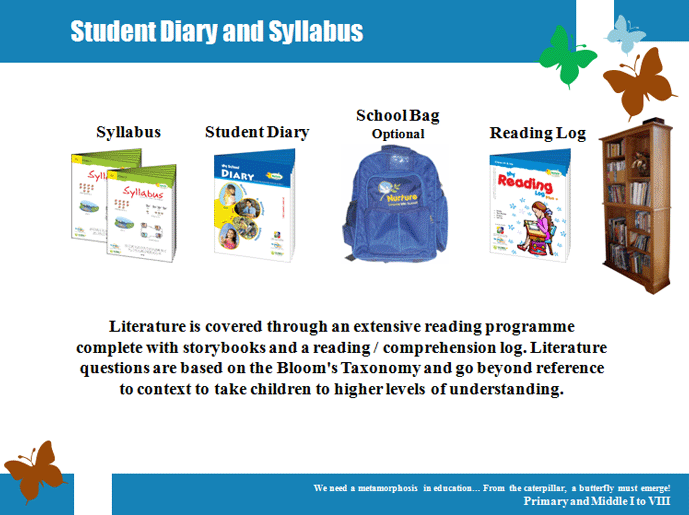 Student Diary and Syllabus
School Bag
Optional
Syllabus
Student Diary
Reading Log
Syllabus
Syllabus
My School
DIARY
Nurture
My
Reading
Log
Literature is covered through an extensive reading programme
complete with storybooks and a reading / comprehension log. Literature
questions are based on the Bloom's Taxonomy and go beyond reference
to context to take children to higher levels of understanding.
We need a metamorphosis in education... From the caterpillar, a butterfly must emerge!
Primary and Middle I to VIII